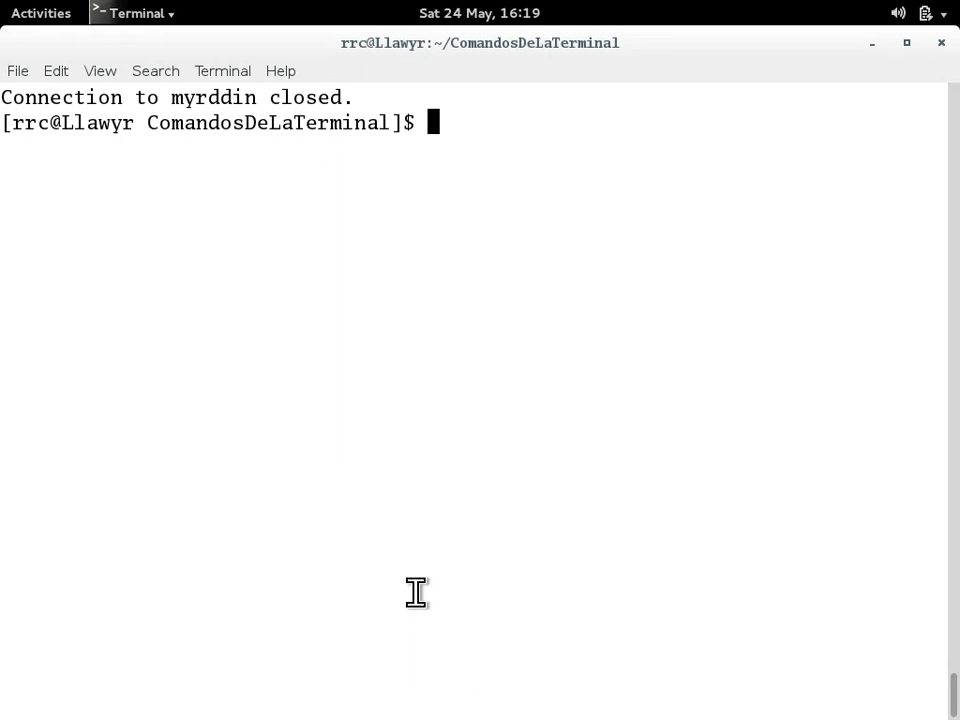 Activities Terminal Sat 24 May, 16:19
rrc@Llawyr:~/ComandosDeLaTerminal
File Edit View Search Terminal Help
Connection to myrddin closed.
[rrc@Llawyr ComandosDeLaTerminal]$